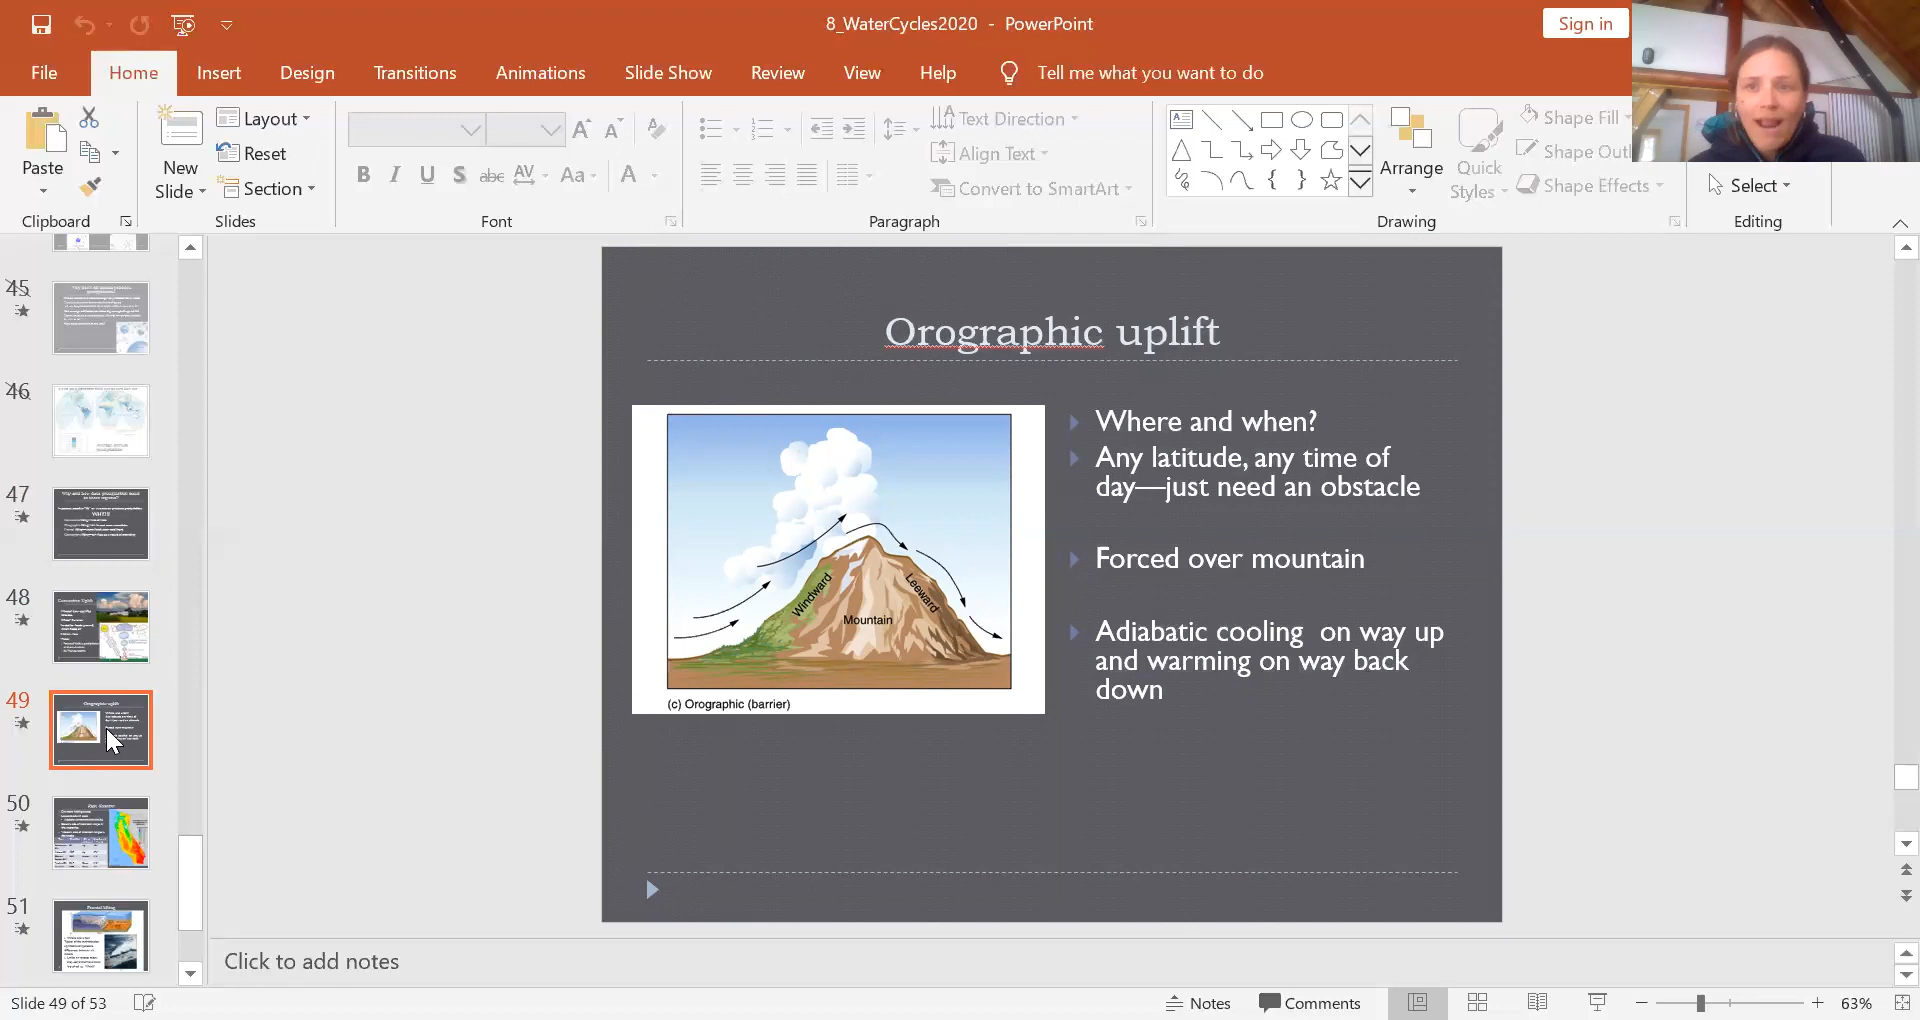 8_WaterCycles2020 - PowerPoint
Sign in
File
Home
Insert
Design
Transitions
Animations
Slide Show
Review
View
Help
Tell me what you want to do
Paste
Clipboard
New
Slide
Layout
Reset
Section
Slides
B I U S abc AV Aa A
Font
Text Direction
Align Text
Convert to SmartArt
Paragraph
Arrange
Quick
Styles
Shape Fill
Shape Outl
Shape Effects
Drawing
Select
Editing
45
46
47
48
49
50
51
Orographic uplift
Windward
Leeward
Mountain
(c) Orographic (barrier)
Where and when?
Any latitude, any time of
day—just need an obstacle
Forced over mountain
Adiabatic cooling on way up
and warming on way back
down
Click to add notes
Slide 49 of 53
Notes
Comments
63%